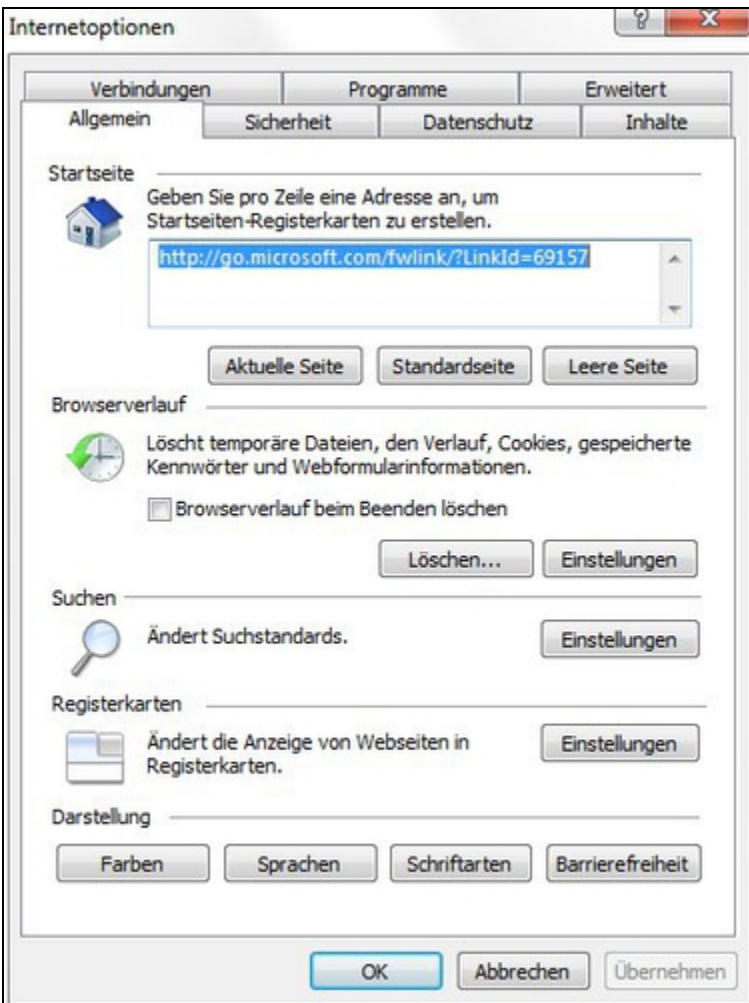 Internetoptionen
Verbindungen Programme Erweitert
Allgemein Sicherheit Datenschutz Inhalte
Startseite
Geben Sie pro Zeile eine Adresse an, um
Startseiten-Registerkarten zu erstellen.
http://go.microsoft.com/fwlink/?LinkId=69157
Aktuelle Seite Standardseite Leere Seite
Browserverlauf
Löscht temporäre Dateien, den Verlauf, Cookies, gespeicherte
Kennwörter und Webformularinformationen.
Browserverlauf beim Beenden löschen
Löschen... Einstellungen
Suchen
Ändert Suchstandards.
Einstellungen
Registerkarten
Ändert die Anzeige von Webseiten in
Registerkarten.
Einstellungen
Darstellung
Farben Sprachen Schriftarten Barrierefreiheit
OK Abbrechen Übernehmen